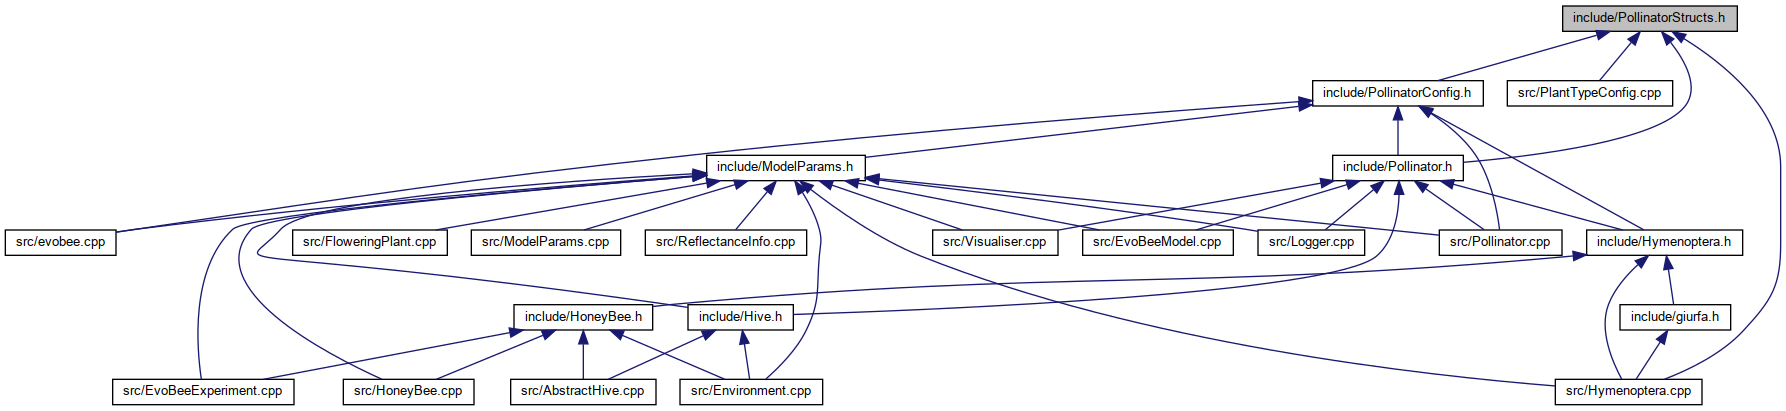 include/PollinatorStructs.h
include/PollinatorConfig.h
src/PlantTypeConfig.cpp
include/ModelParams.h
include/Pollinator.h
src/evobee.cpp
src/FloweringPlant.cpp
src/ModelParams.cpp
src/ReflectanceInfo.cpp
src/Visualiser.cpp
src/EvoBeeModel.cpp
src/Logger.cpp
src/Pollinator.cpp
include/Hymenoptera.h
include/HoneyBee.h
include/Hive.h
include/giurfa.h
src/EvoBeeExperiment.cpp
src/HoneyBee.cpp
src/AbstractHive.cpp
src/Environment.cpp
src/Hymenoptera.cpp